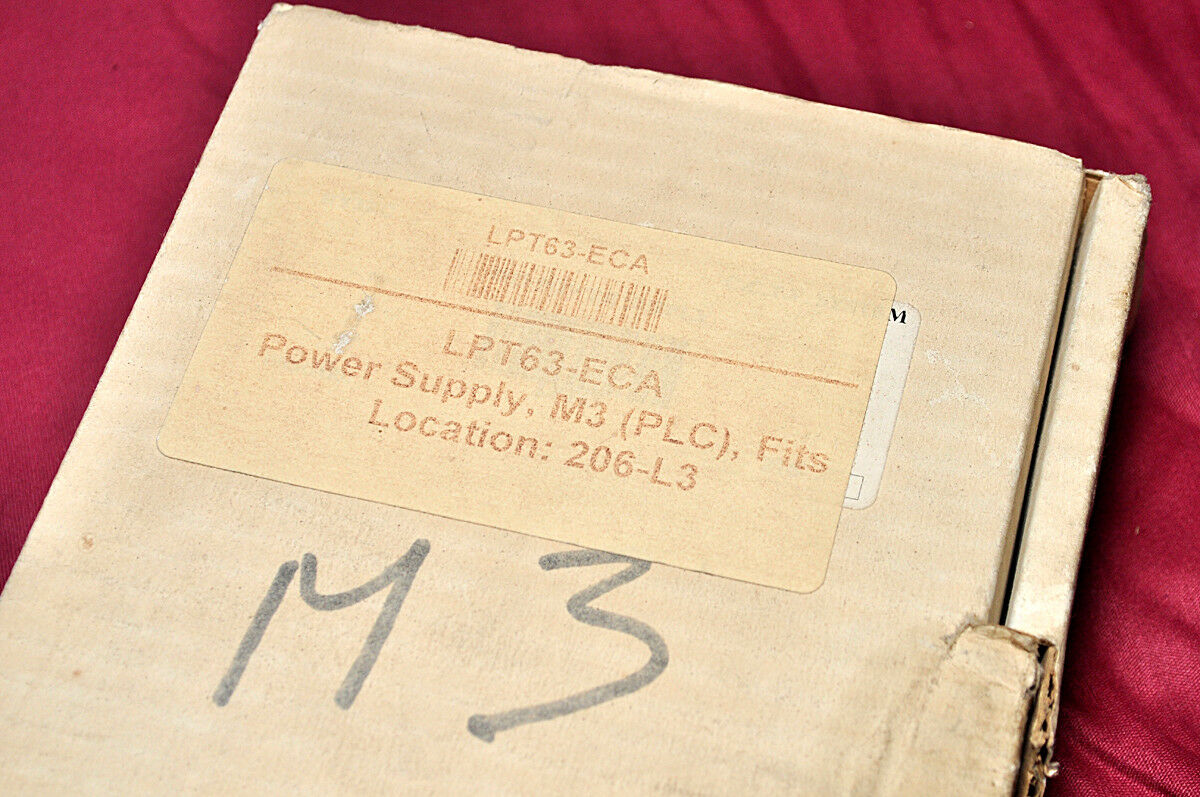 LPT63-ECA
M
LPT63-ECA
Power Supply, M3 (PLC), Fits
Location: 206-L3
M3